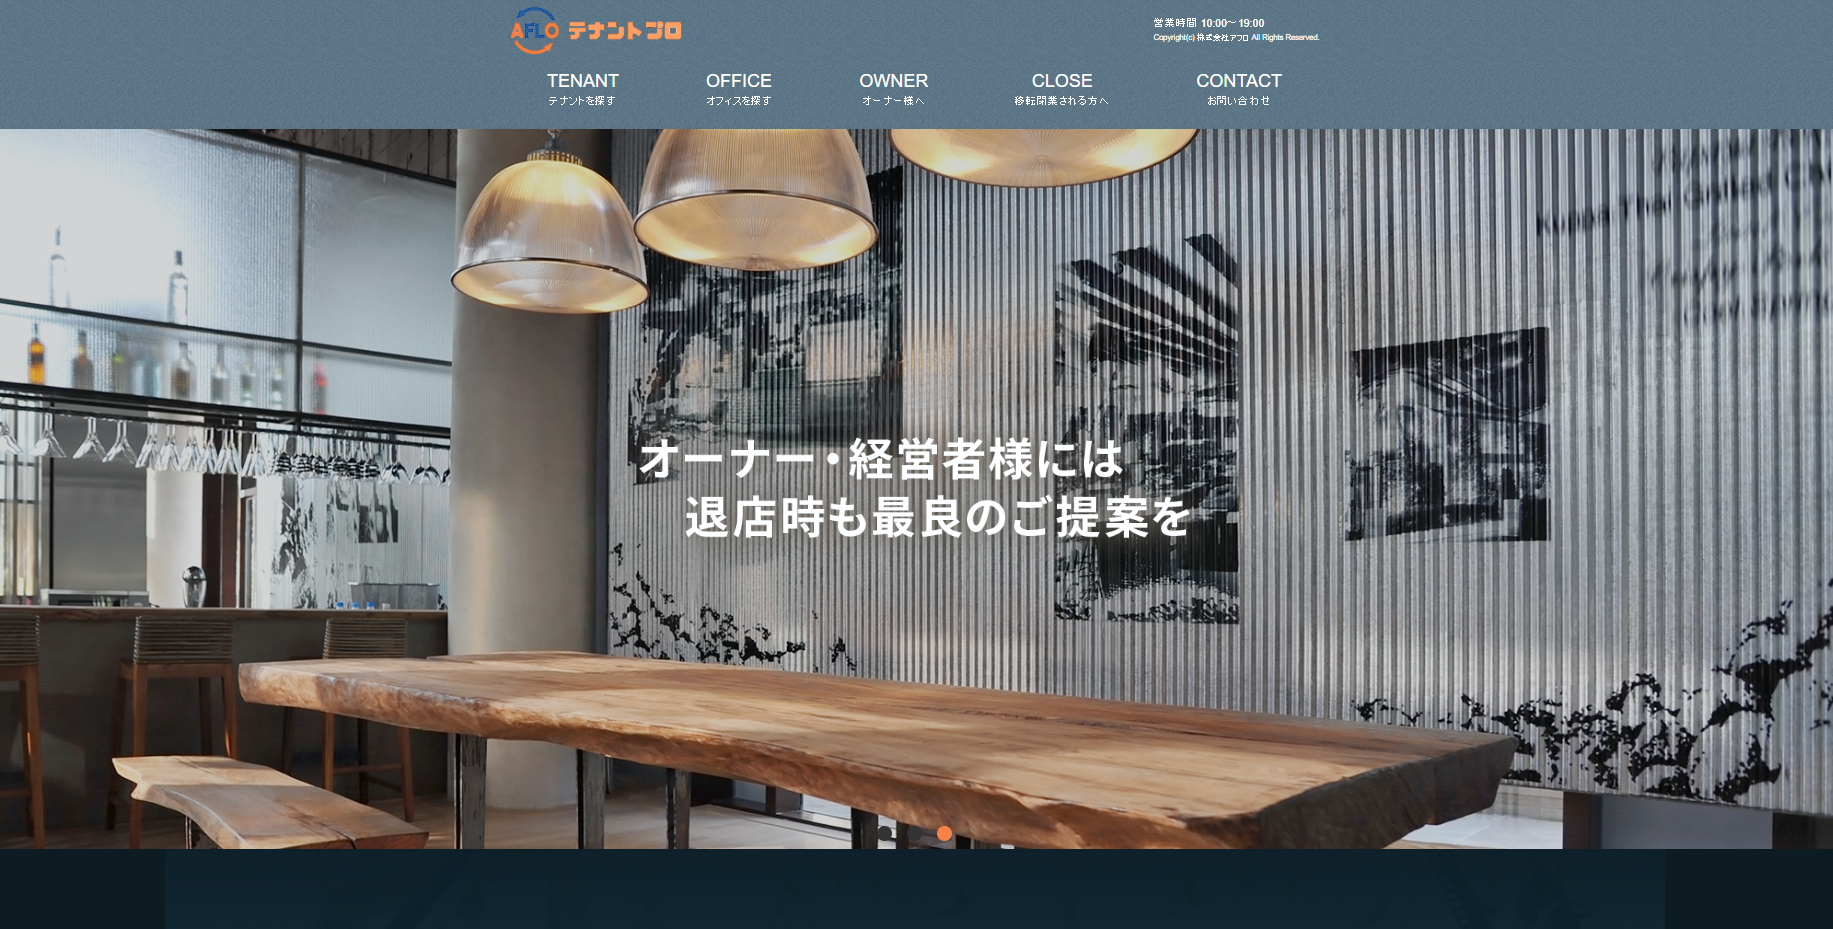 AFLO テナントプロ
営業時間 10:00～19:00
Copyright(c) 株式会社アフロ All Rights Reserved.
TENANT
テナントを探す
OFFICE
オフィスを探す
OWNER
オーナー様へ
CLOSE
移転閉業される方へ
CONTACT
お問い合わせ
オーナー・経営者様には
退店時も最良のご提案を